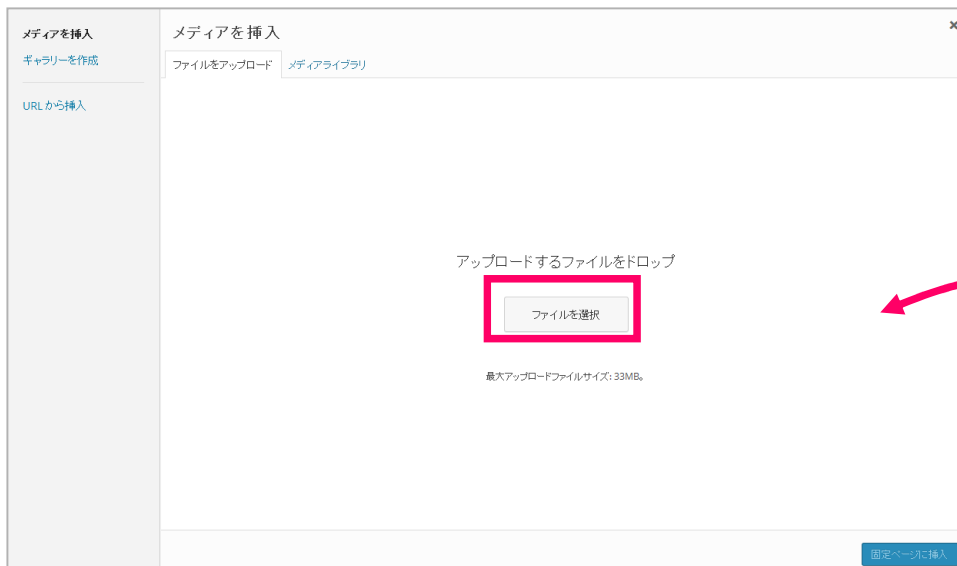 メディアを挿入
ギャラリーを作成
URL から挿入
メディアを挿入
ファイルをアップロード メディアライブラリ
アップロードするファイルをドロップ
ファイルを選択
最大アップロードファイルサイズ: 33MB。
固定ページに挿入